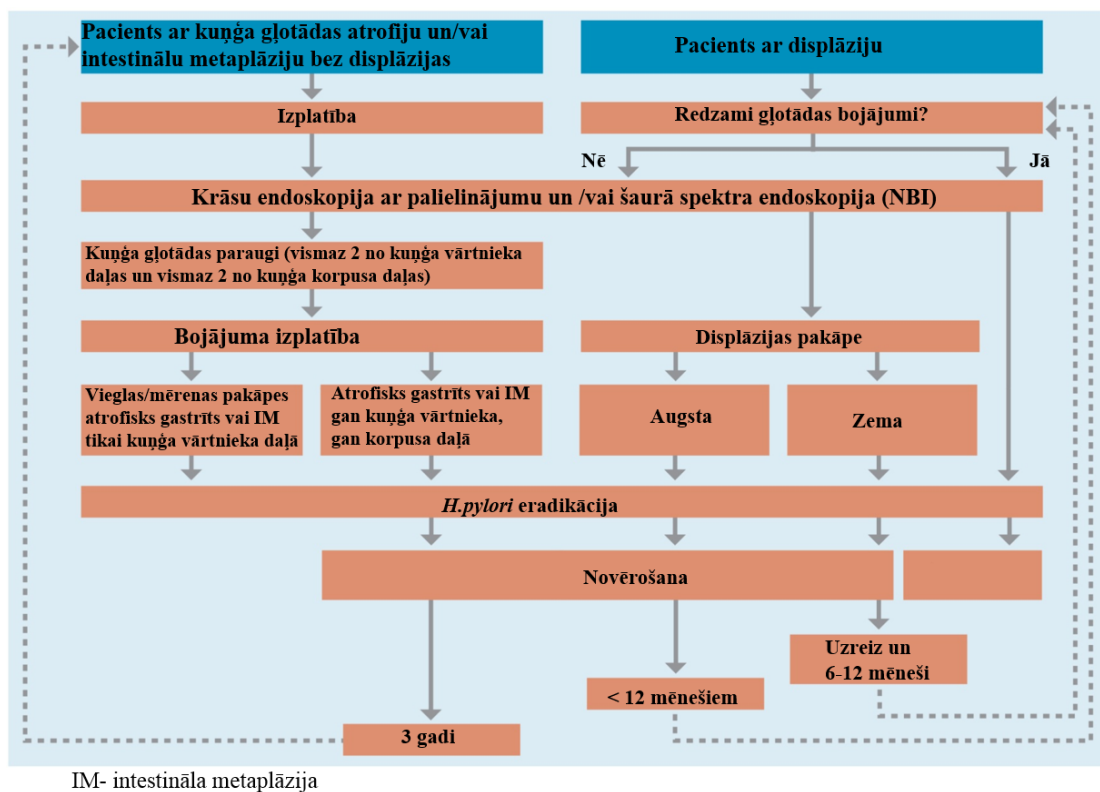 Pacients ar kuņģa gļotādas atrofiju un/vai
intestinālu metaplāziju bez displāzijas
Pacients ar displāziju
Izplatība
Redzami gļotādas bojājumi?
Nē
Jā
Krāsu endoskopija ar palielinājumu un /vai šaurā spektra endoskopija (NBI)
Kuņģa gļotādas paraugi (vismaz 2 no kuņģa vārtnieka
daļas un vismaz 2 no kuņģa korpusa daļas)
Bojājuma izplatība
Displāzijas pakāpe
Vieglas/mērenas pakāpes
atrofisks gastrīts vai IM
tikai kuņģa vārtnieka daļā
Atrofisks gastrīts vai IM
gan kuņģa vārtnieka,
gan korpusa daļā
Augsta
Zema
H.pylori eradikācija
Novērošana
Uzreiz un
6-12 mēneši
< 12 mēnešiem
3 gadi
IM- intestināla metaplāzija